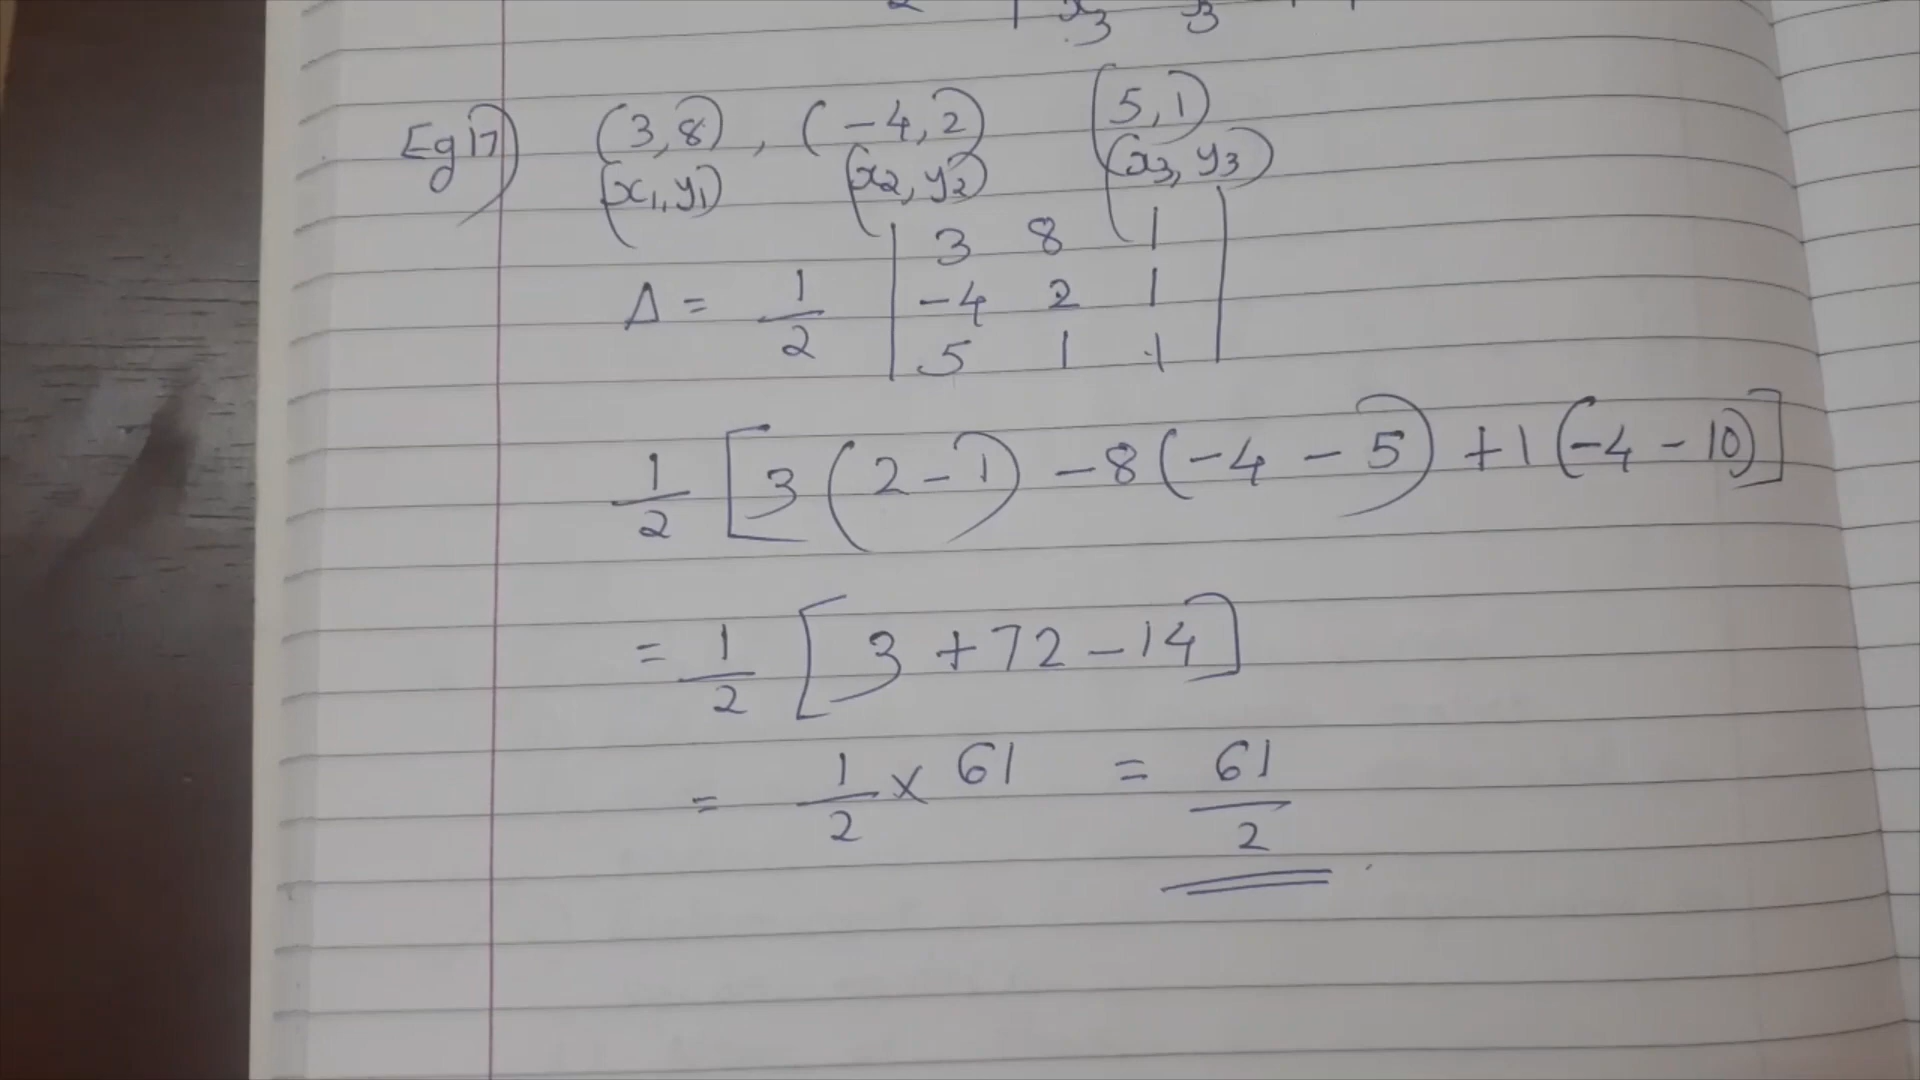 x3 y3
Eg 17) (3,8) , (-4,2) (5,1)
(x1,y1) (x2,y2) (x3,y3)
Δ = 1/2 | 3 8 1 |
| -4 2 1 |
| 5 1 1 |
1/2 [3(2-1) -8(-4-5) +1(-4-10)]
= 1/2 [3+72-14]
= 1/2 x 61 = 61/2